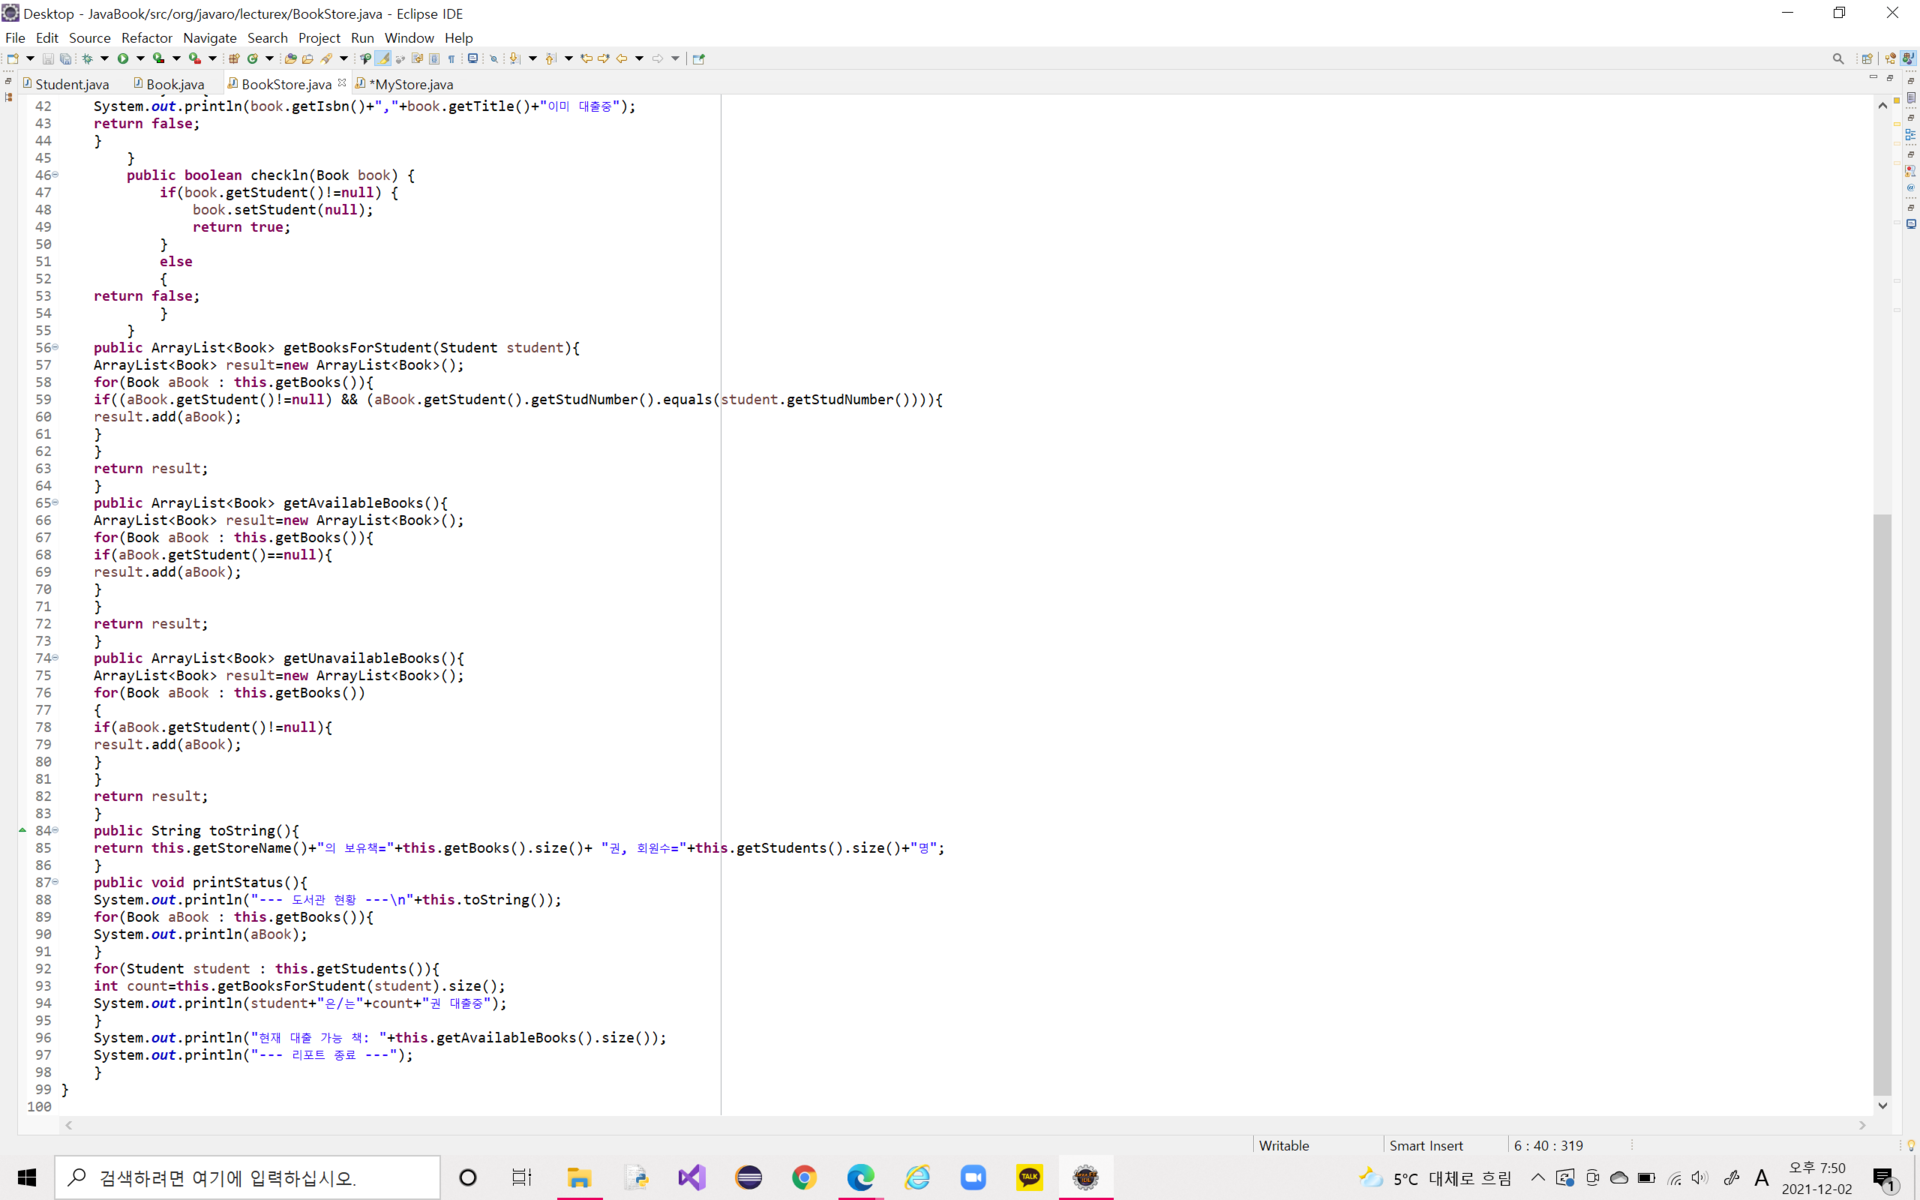 Desktop - JavaBook/src/org/javaro/lecturex/BookStore.java - Eclipse IDE
File Edit Source Refactor Navigate Search Project Run Window Help
Student.java Book.java BookStore.java *MyStore.java
42 System.out.println(book.getIsbn()+","+book.getTitle()+"이미 대출중");
43 return false;
44 }
45 }
46 public boolean checkln(Book book) {
47 if(book.getStudent()!=null) {
48 book.setStudent(null);
49 return true;
50 }
51 else
52 {
53 return false;
54 }
55 }
56 public ArrayList<Book> getBooksForStudent(Student student){
57 ArrayList<Book> result=new ArrayList<Book>();
58 for(Book aBook : this.getBooks()){
59 if((aBook.getStudent()!=null) && (aBook.getStudent().getStudNumber().equals(student.getStudNumber()))){
60 result.add(aBook);
61 }
62 }
63 return result;
64 }
65 public ArrayList<Book> getAvailableBooks(){
66 ArrayList<Book> result=new ArrayList<Book>();
67 for(Book aBook : this.getBooks()){
68 if(aBook.getStudent()==null){
69 result.add(aBook);
70 }
71 }
72 return result;
73 }
74 public ArrayList<Book> getUnavailableBooks(){
75 ArrayList<Book> result=new ArrayList<Book>();
76 for(Book aBook : this.getBooks())
77 {
78 if(aBook.getStudent()!=null){
79 result.add(aBook);
80 }
81 }
82 return result;
83 }
84 public String toString(){
85 return this.getStoreName()+"의 보유책="+this.getBooks().size()+ "권, 회원수="+this.getStudents().size()+"명";
86 }
87 public void printStatus(){
88 System.out.println("--- 도서관 현황 ---\n"+this.toString());
89 for(Book aBook : this.getBooks()){
90 System.out.println(aBook);
91 }
92 for(Student student : this.getStudents()){
93 int count=this.getBooksForStudent(student).size();
94 System.out.println(student+"은/는"+count+"권 대출중");
95 }
96 System.out.println("현재 대출 가능 책: "+this.getAvailableBooks().size());
97 System.out.println("--- 리포트 종료 ---");
98 }
99 }
100
Writable Smart Insert 6 : 40 : 319
검색하려면 여기에 입력하십시오.
TALK
5°C 대체로 흐림
A
오후 7:50
2021-12-02
1